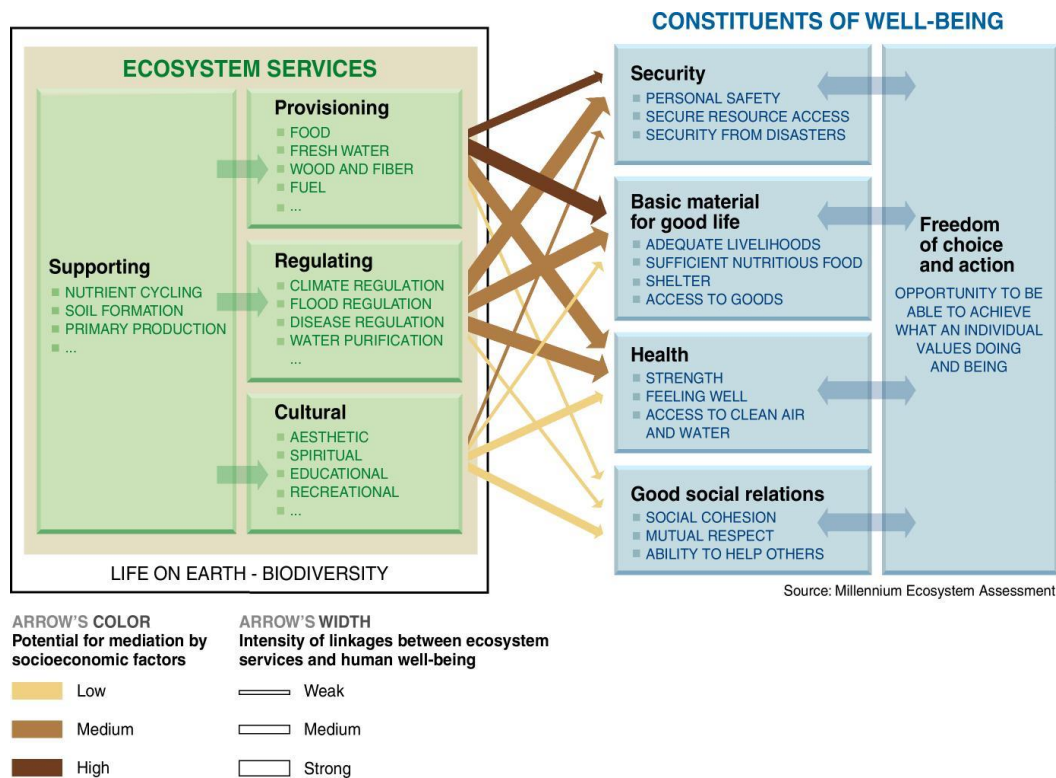 CONSTITUENTS OF WELL-BEING
ECOSYSTEM SERVICES
Supporting
NUTRIENT CYCLING
SOIL FORMATION
PRIMARY PRODUCTION
...
Provisioning
FOOD
FRESH WATER
WOOD AND FIBER
FUEL
...
Regulating
CLIMATE REGULATION
FLOOD REGULATION
DISEASE REGULATION
WATER PURIFICATION
...
Cultural
AESTHETIC
SPIRITUAL
EDUCATIONAL
RECREATIONAL
...
LIFE ON EARTH - BIODIVERSITY
Security
PERSONAL SAFETY
SECURE RESOURCE ACCESS
SECURITY FROM DISASTERS
Basic material
for good life
ADEQUATE LIVELIHOODS
SUFFICIENT NUTRITIOUS FOOD
SHELTER
ACCESS TO GOODS
Health
STRENGTH
FEELING WELL
ACCESS TO CLEAN AIR
AND WATER
Good social relations
SOCIAL COHESION
MUTUAL RESPECT
ABILITY TO HELP OTHERS
Freedom
of choice
and action
OPPORTUNITY TO BE
ABLE TO ACHIEVE
WHAT AN INDIVIDUAL
VALUES DOING
AND BEING
Source: Millennium Ecosystem Assessment
ARROW'S COLOR
Potential for mediation by
socioeconomic factors
Low
Medium
High
ARROW'S WIDTH
Intensity of linkages between ecosystem
services and human well-being
Weak
Medium
Strong